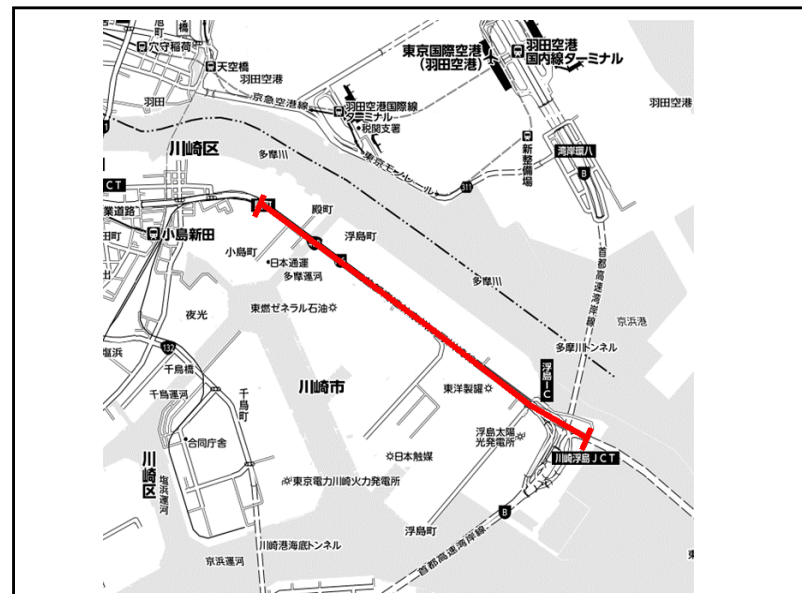 穴守稲荷
天空橋
羽田空港
羽田
京急空港線
羽田空港国際線
ターミナル
税関支署
東京国際空港
(羽田空港)
羽田空港
国内線ターミナル
羽田空港
新整備場
湾岸環八
B
311
東京モノレール
川崎区
多摩川
CT
業道路
小島新田
田町
殿町
小島町
浮島町
日本通運
多摩運河
首都高速湾岸線
多摩川
京浜港
夜光
東燃ゼネラル石油
塩浜
132
千鳥橋
千鳥運河
千鳥町
川崎市
東洋製罐
浮島IC
多摩川トンネル
合同庁舎
浮島太陽
光発電所
川崎浮島JCT
川崎区
塩浜運河
日本触媒
東京電力川崎火力発電所
浮島町
B
首都高速湾岸線
川崎港海底トンネル
京浜運河